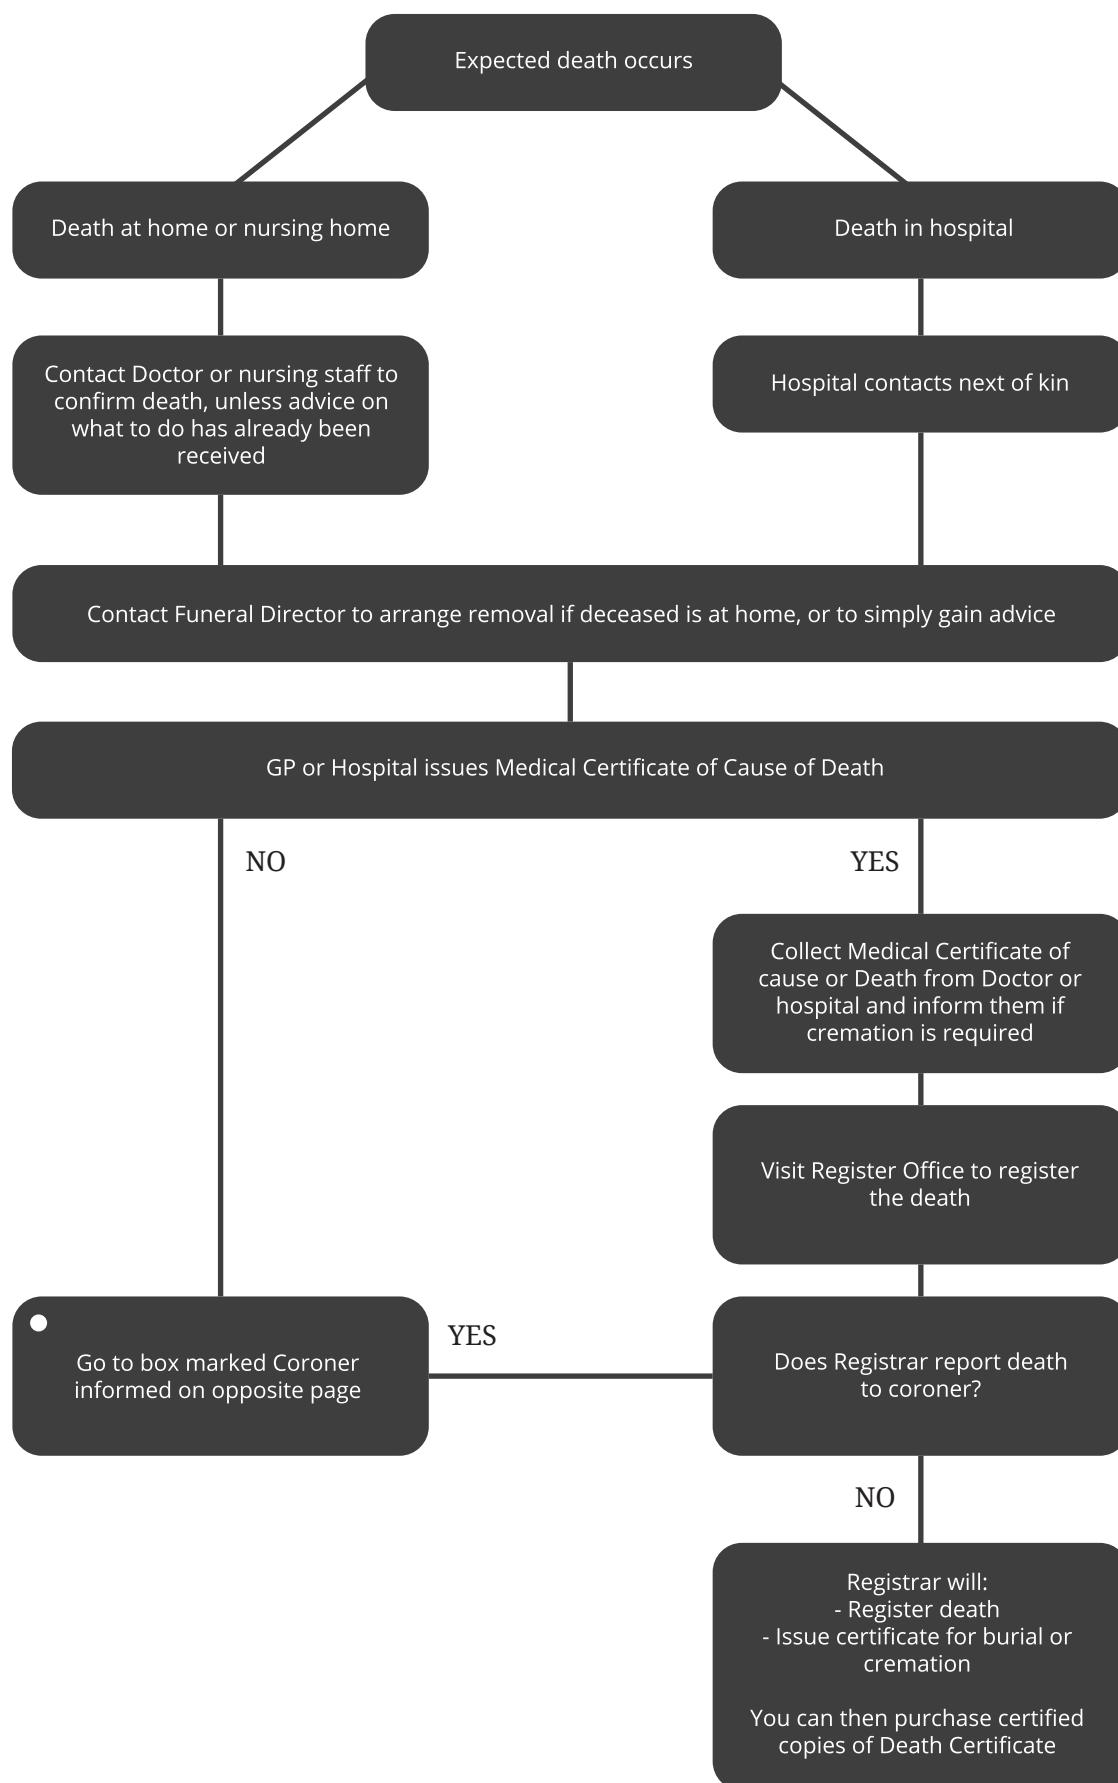 Expected death occurs
Death at home or nursing home
Death in hospital
Contact Doctor or nursing staff to
confirm death, unless advice on
what to do has already been
received
Hospital contacts next of kin
Contact Funeral Director to arrange removal if deceased is at home, or to simply gain advice
GP or Hospital issues Medical Certificate of Cause of Death
NO
YES
Collect Medical Certificate of
cause or Death from Doctor or
hospital and inform them if
cremation is required
Visit Register Office to register
the death
Go to box marked Coroner
informed on opposite page
YES
Does Registrar report death
to coroner?
NO
Registrar will:
- Register death
- Issue certificate for burial or
cremation
You can then purchase certified
copies of Death Certificate